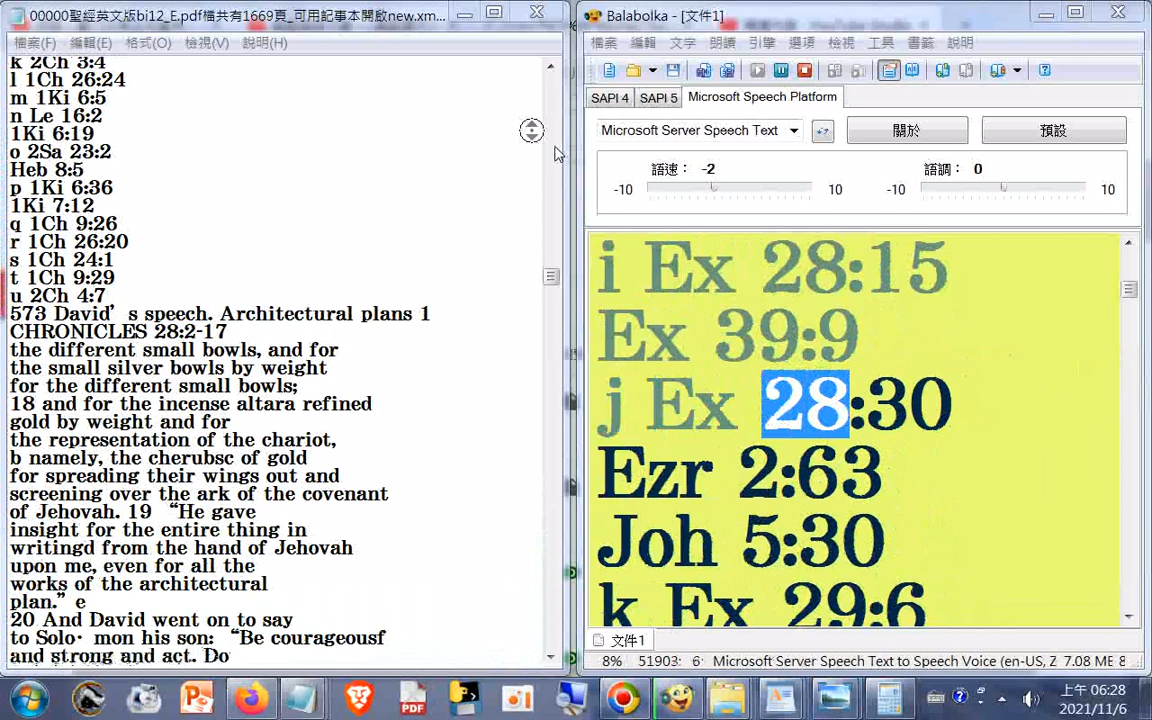 00000聖經英文版bi12_E.pdf檔共有1669頁_可用記事本開啟new.xm...
檔案(F) 編輯(E) 格式(O) 檢視(V) 說明(H)
k 2Ch 3:4
l 1Ch 26:24
m 1Ki 6:5
n Le 16:2
1Ki 6:19
o 2Sa 23:2
Heb 8:5
p 1Ki 6:36
1Ki 7:12
q 1Ch 9:26
r 1Ch 26:20
s 1Ch 24:1
t 1Ch 9:29
u 2Ch 4:7
573 David’s speech. Architectural plans 1
CHRONICLES 28:2-17
the different small bowls, and for
the small silver bowls by weight
for the different small bowls;
18 and for the incense altara refined
gold by weight and for
the representation of the chariot,
b namely, the cherubsc of gold
for spreading their wings out and
screening over the ark of the covenant
of Jehovah. 19 “He gave
insight for the entire thing in
writingd from the hand of Jehovah
upon me, even for all the
works of the architectural
plan.” e
20 And David went on to say
to Solo· mon his son: “Be courageousf
and strong and act. Do
Balabolka - [文件1]
檔案 編輯 文字 朗讀 引擎 選項 檢視 工具 書籤 說明
SAPI 4 SAPI 5 Microsoft Speech Platform
Microsoft Server Speech Text 關於 預設
語速: -2 語調: 0
-10 10 -10 10
i Ex 28:15
Ex 39:9
j Ex 28:30
Ezr 2:63
Joh 5:30
k Ex 29:6
文件1
8% 51903: 6: Microsoft Server Speech Text to Speech Voice (en-US, Z 7.08 MB 8
PDF
上午 06:28
2021/11/6